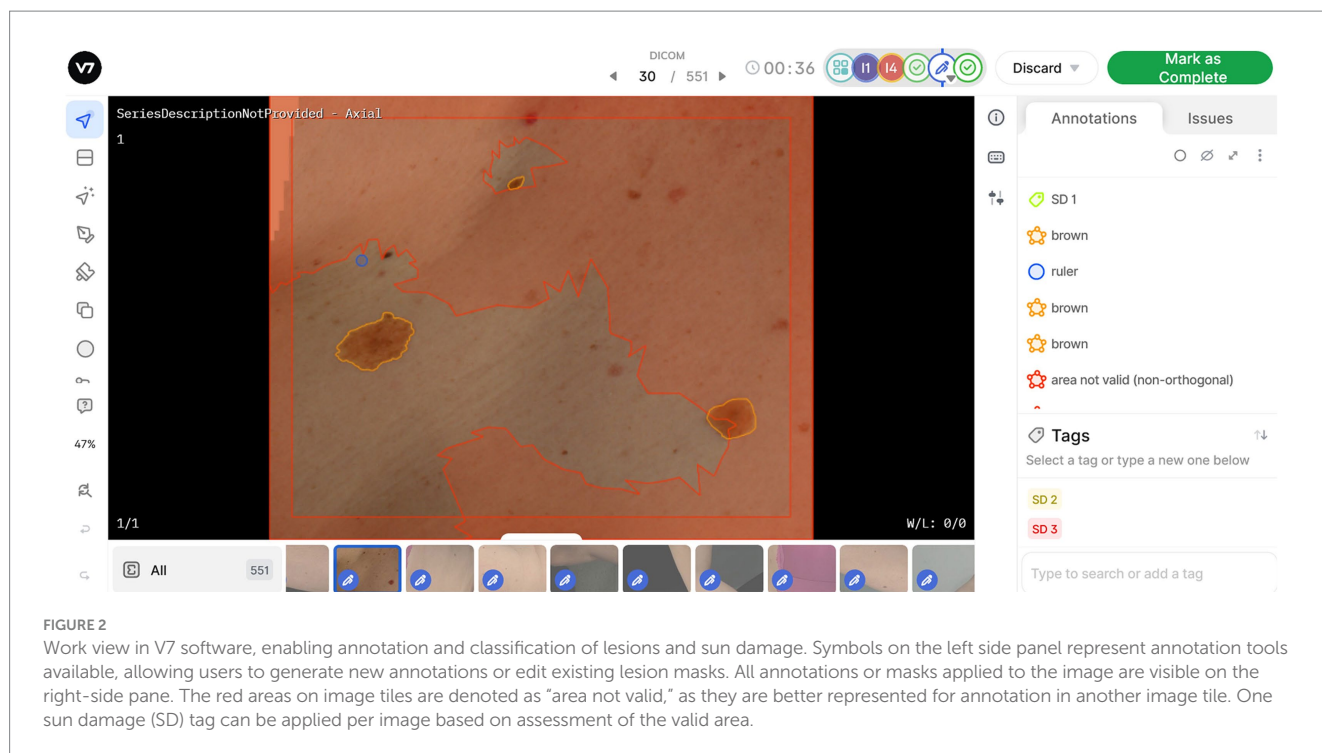 V7
DICOM
30 / 551
00:36
I1
I4
Discard
Mark as
Complete
SeriesDescriptionNotProvided - Axial
1
Annotations
Issues
SD 1
brown
ruler
brown
brown
area not valid (non-orthogonal)
47%
Tags
Select a tag or type a new one below
SD 2
SD 3
Type to search or add a tag
1/1
W/L: 0/0
All
551
FIGURE 2
Work view in V7 software, enabling annotation and classification of lesions and sun damage. Symbols on the left side panel represent annotation tools
available, allowing users to generate new annotations or edit existing lesion masks. All annotations or masks applied to the image are visible on the
right-side pane. The red areas on image tiles are denoted as “area not valid,” as they are better represented for annotation in another image tile. One
sun damage (SD) tag can be applied per image based on assessment of the valid area.